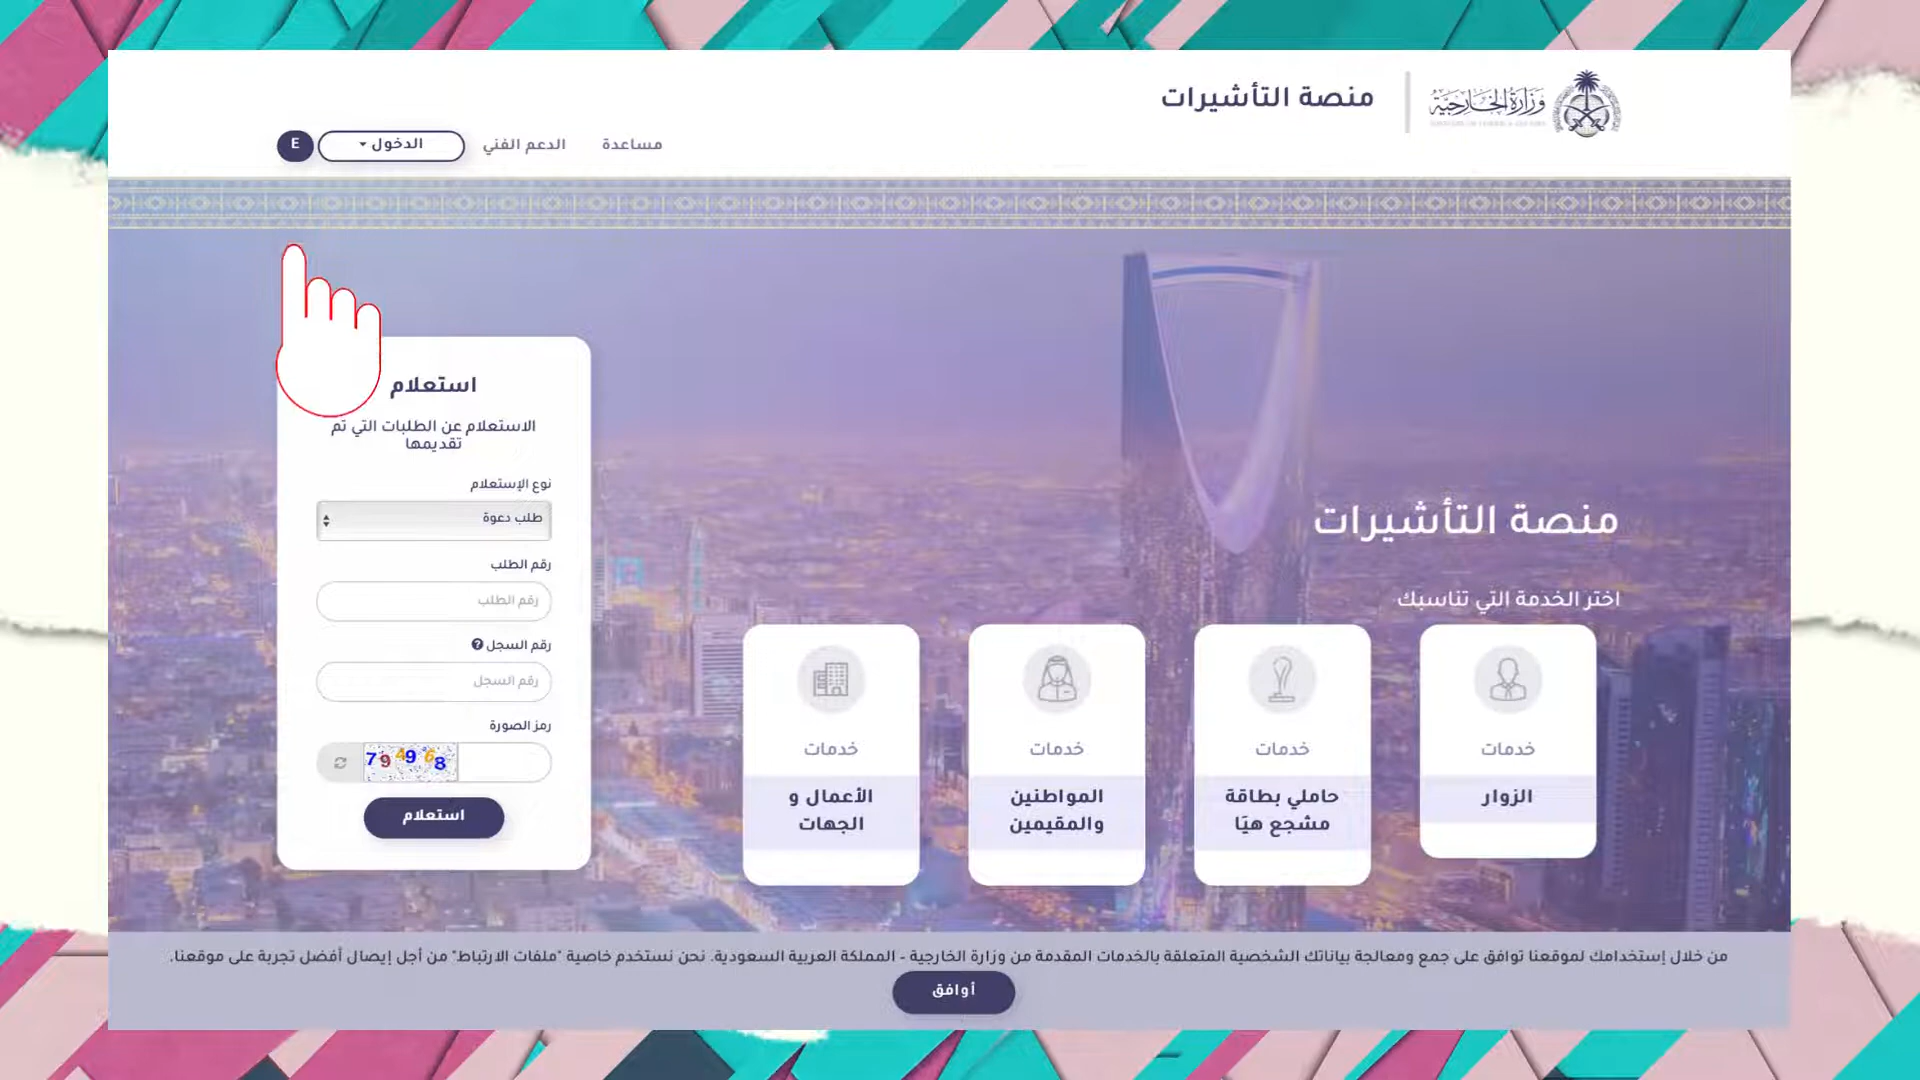 وزارة الخارجية
منصة التأشيرات
مساعدة
الدعم الفني
الدخول
E
استعلام
الاستعلام عن الطلبات التي تم
تقديمها
نوع الإستعلام
طلب دعوة
رقم الطلب
رقم الطلب
رقم السجل
رقم السجل
رمز الصورة
794968
استعلام
منصة التأشيرات
اختر الخدمة التي تناسبك
خدمات
الزوار
خدمات
حاملي بطاقة
مشجع هيَا
خدمات
المواطنين
والمقيمين
خدمات
الأعمال و
الجهات
من خلال إستخدامك لموقعنا توافق على جمع ومعالجة بياناتك الشخصية المتعلقة بالخدمات المقدمة من وزارة الخارجية - المملكة العربية السعودية. نحن نستخدم خاصية "ملفات الارتباط" من أجل إيصال أفضل تجربة على موقعنا.
أوافق